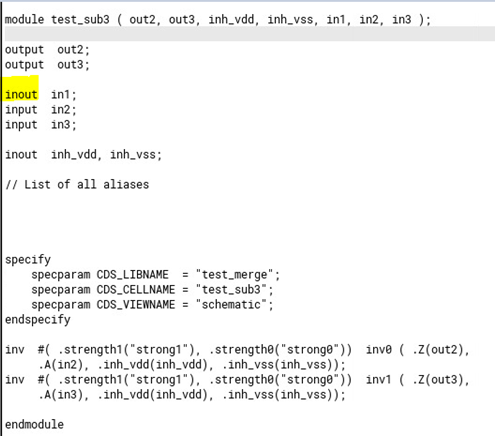 module test_sub3 ( out2, out3, inh_vdd, inh_vss, in1, in2, in3 );
output  out2;
output  out3;
inout  in1;
input  in2;
input  in3;
inout  inh_vdd, inh_vss;
// List of all aliases
specify
    specparam CDS_LIBNAME  = "test_merge";
    specparam CDS_CELLNAME = "test_sub3";
    specparam CDS_VIEWNAME = "schematic";
endspecify
inv  #( .strength1("strong1"), .strength0("strong0"))  inv0 ( .Z(out2),
     .A(in2), .inh_vdd(inh_vdd), .inh_vss(inh_vss));
inv  #( .strength1("strong1"), .strength0("strong0"))  inv1 ( .Z(out3),
     .A(in3), .inh_vdd(inh_vdd), .inh_vss(inh_vss));
endmodule